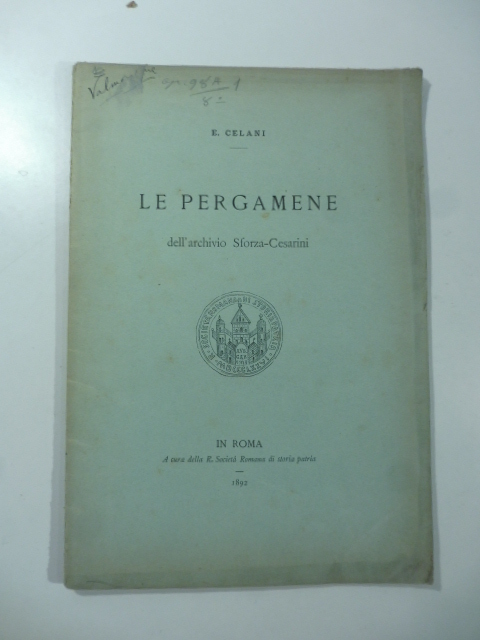 E. CELANI
LE PERGAMENE
dell'archivio Sforza-Cesarini
IN ROMA
A cura della R. Società Romana di storia patria
1892